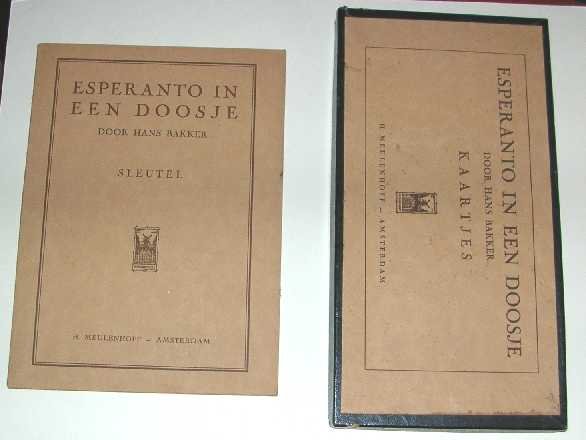 ESPERANTO IN
EEN DOOSJE
DOOR HANS BAKKER
SLEUTEL
H. MEULENHOFF – AMSTERDAM
ESPERANTO IN EEN DOOSJE
DOOR HANS BAKKER
KAARTJES
H. MEULENHOFF – AMSTERDAM